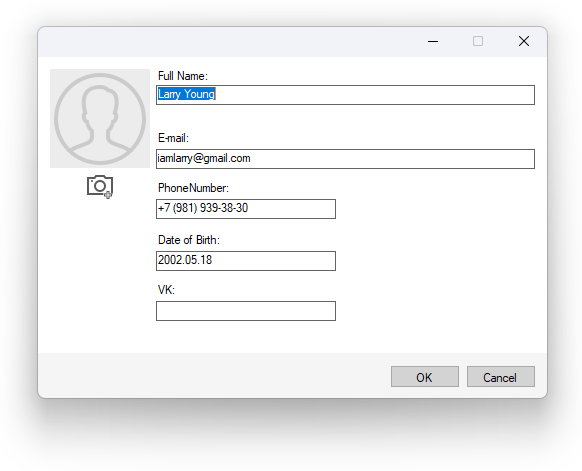 Full Name:
Larry Young
E-mail:
iamlarry@gmail.com
PhoneNumber:
+7 (981) 939-38-30
Date of Birth:
2002.05.18
VK:
OK Cancel